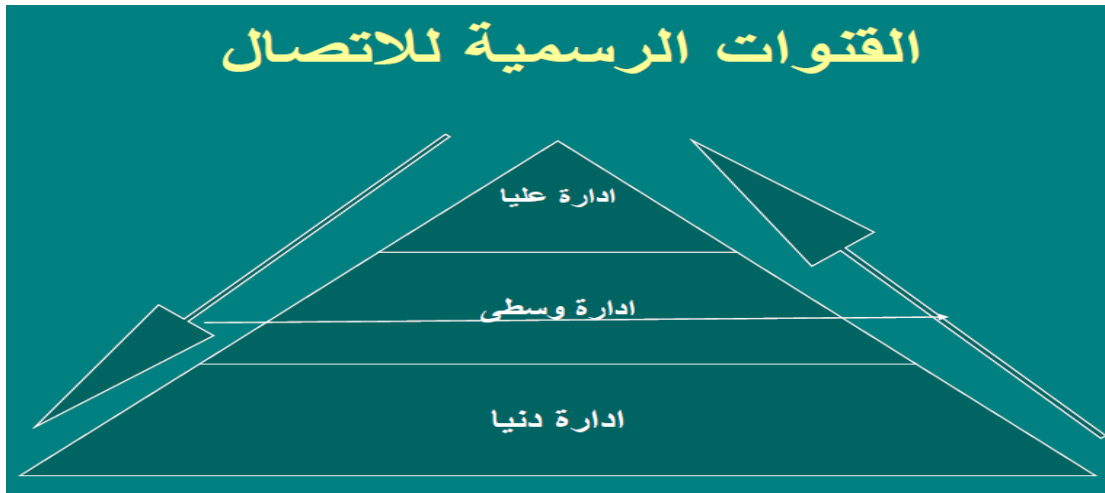 القنوات الرسمية للاتصال
ادارة عليا
ادارة وسطى
ادارة دنيا